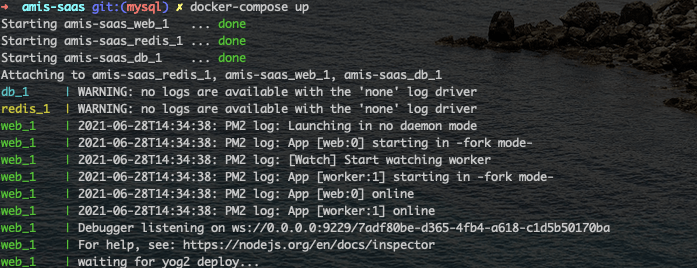 ➜  amis-saas git:(mysql) ✗ docker-compose up
Starting amis-saas_web_1   ... done
Starting amis-saas_redis_1 ... done
Starting amis-saas_db_1    ... done
Attaching to amis-saas_redis_1, amis-saas_web_1, amis-saas_db_1
db_1     | WARNING: no logs are available with the 'none' log driver
redis_1  | WARNING: no logs are available with the 'none' log driver
web_1    | 2021-06-28T14:34:38: PM2 log: Launching in no daemon mode
web_1    | 2021-06-28T14:34:38: PM2 log: App [web:0] starting in -fork mode-
web_1    | 2021-06-28T14:34:38: PM2 log: [Watch] Start watching worker
web_1    | 2021-06-28T14:34:38: PM2 log: App [worker:1] starting in -fork mode-
web_1    | 2021-06-28T14:34:38: PM2 log: App [web:0] online
web_1    | 2021-06-28T14:34:38: PM2 log: App [worker:1] online
web_1    | Debugger listening on ws://0.0.0.0:9229/7adf80be-d365-4fb4-a618-c1d5b50170ba
web_1    | For help, see: https://nodejs.org/en/docs/inspector
web_1    | waiting for yog2 deploy...